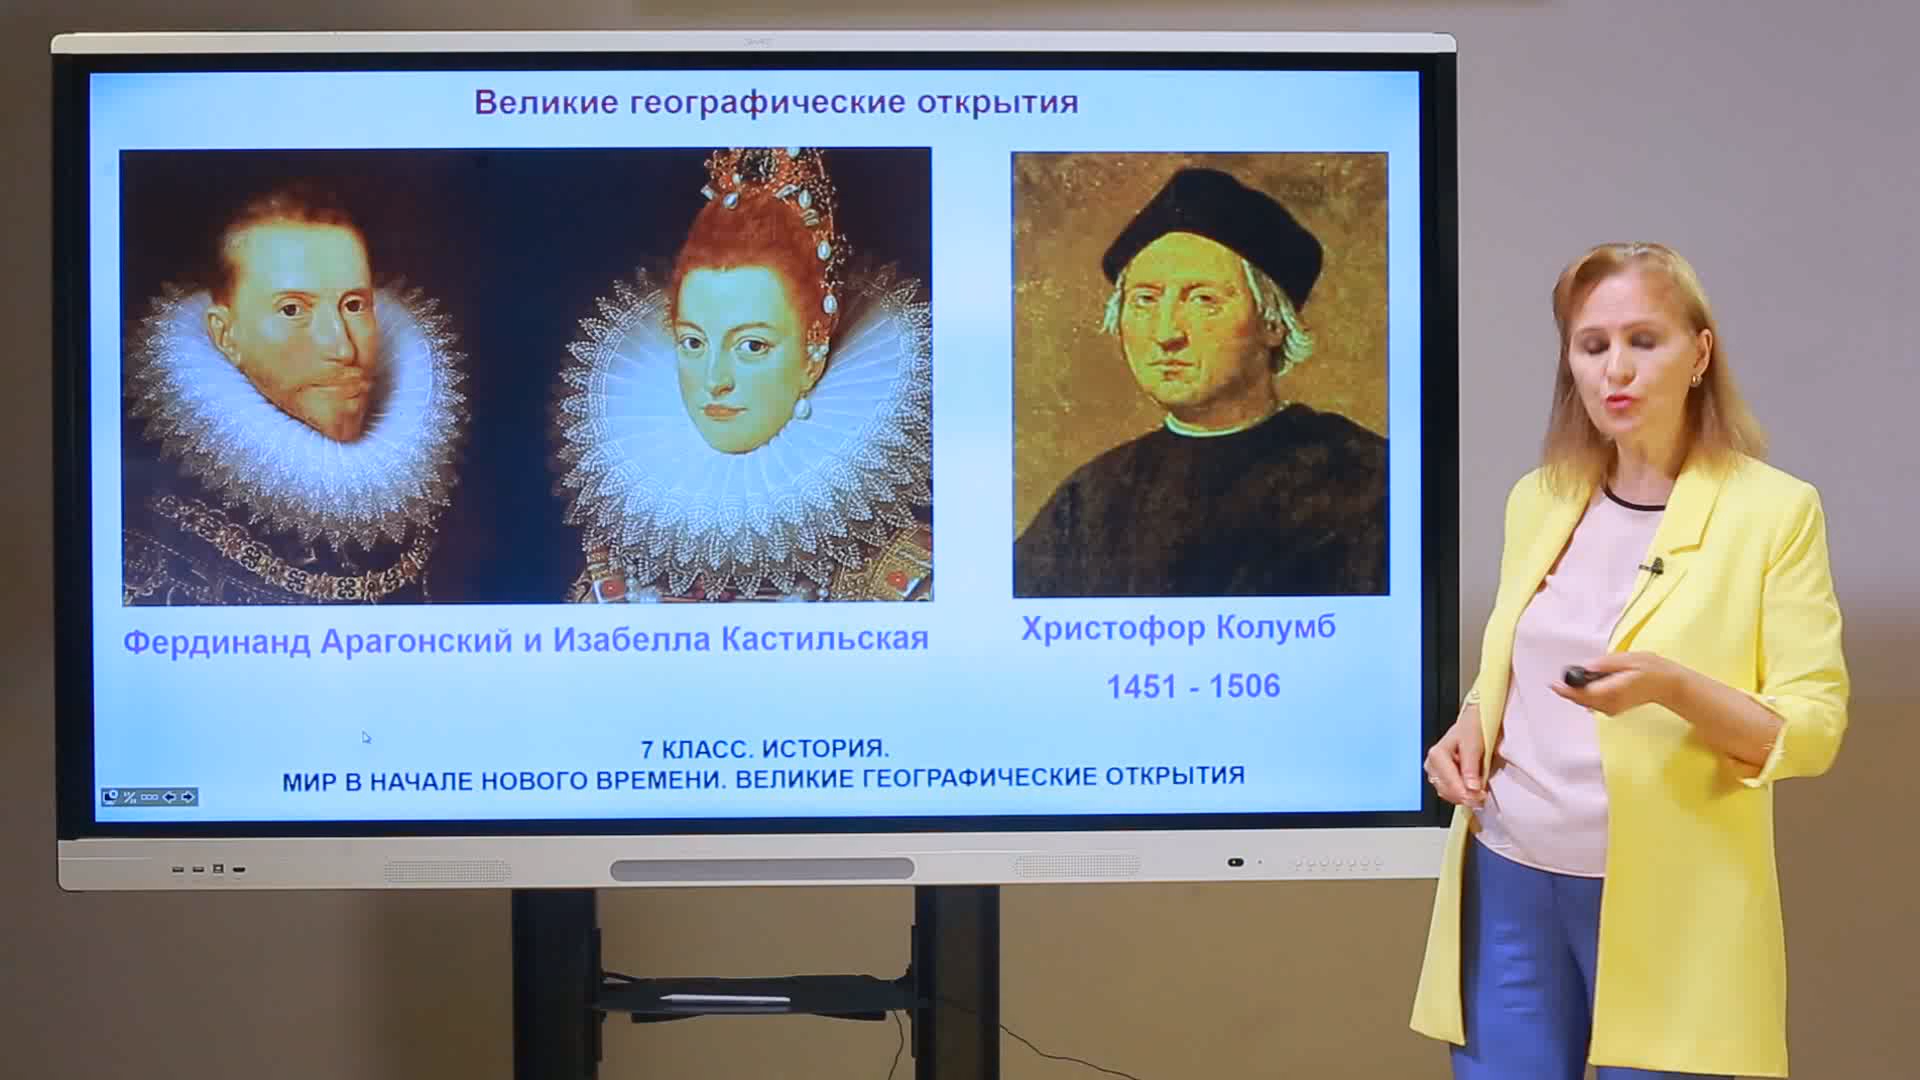 Великие географические открытия
Фердинанд Арагонский и Изабелла Кастильская
Христофор Колумб
1451 - 1506
7 КЛАСС. ИСТОРИЯ.
МИР В НАЧАЛЕ НОВОГО ВРЕМЕНИ. ВЕЛИКИЕ ГЕОГРАФИЧЕСКИЕ ОТКРЫТИЯ